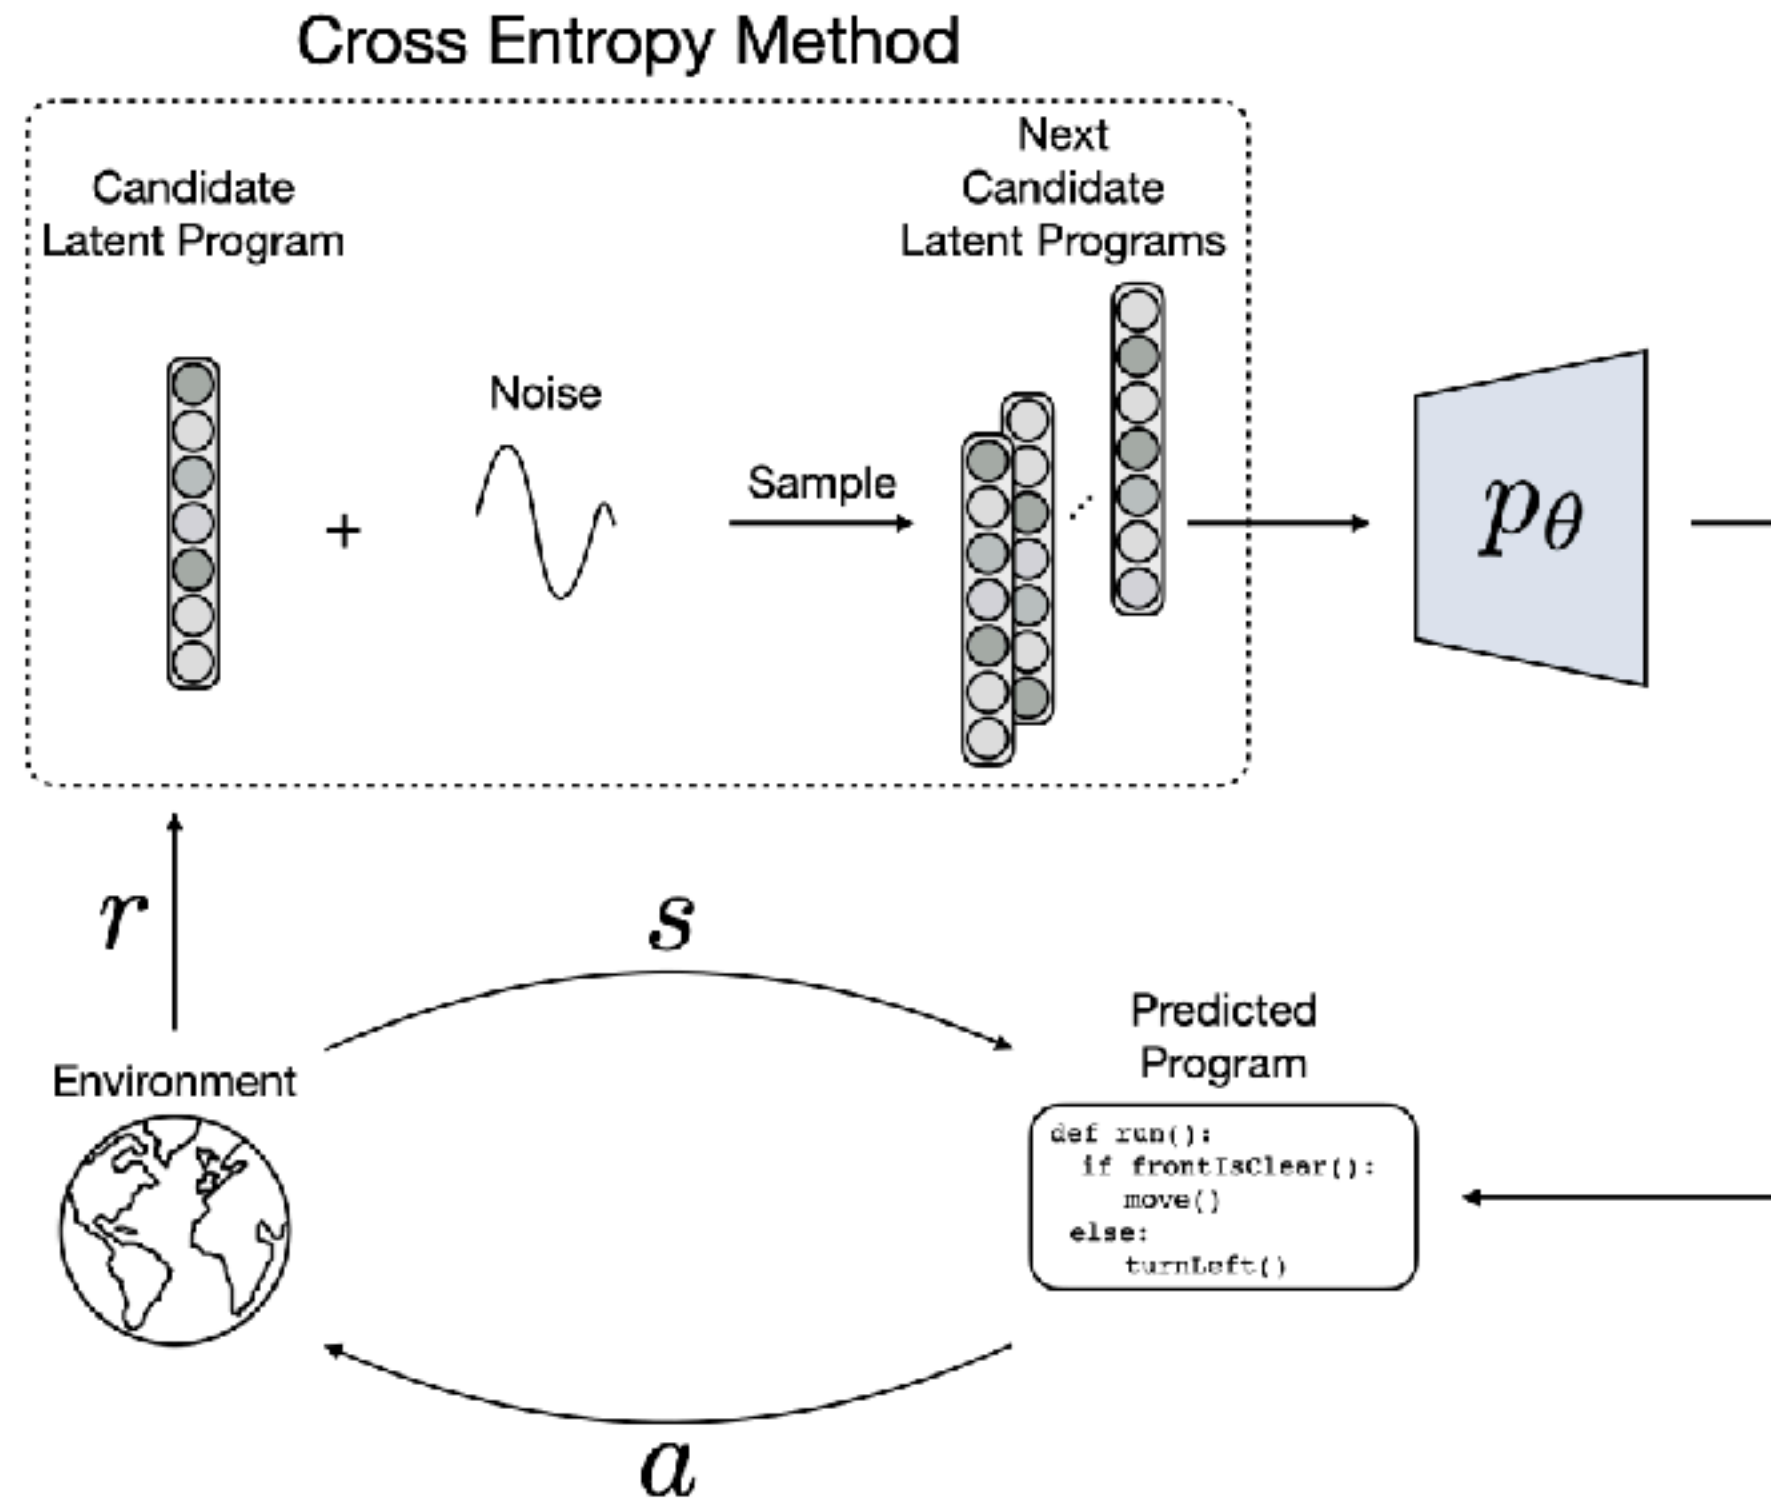 Cross Entropy Method
Candidate
Latent Program
Noise
+
Sample
Next
Candidate
Latent Programs
pθ
r
s
Environment
Predicted
Program
def run():
if frontIsClear():
move()
else:
turnLeft()
a